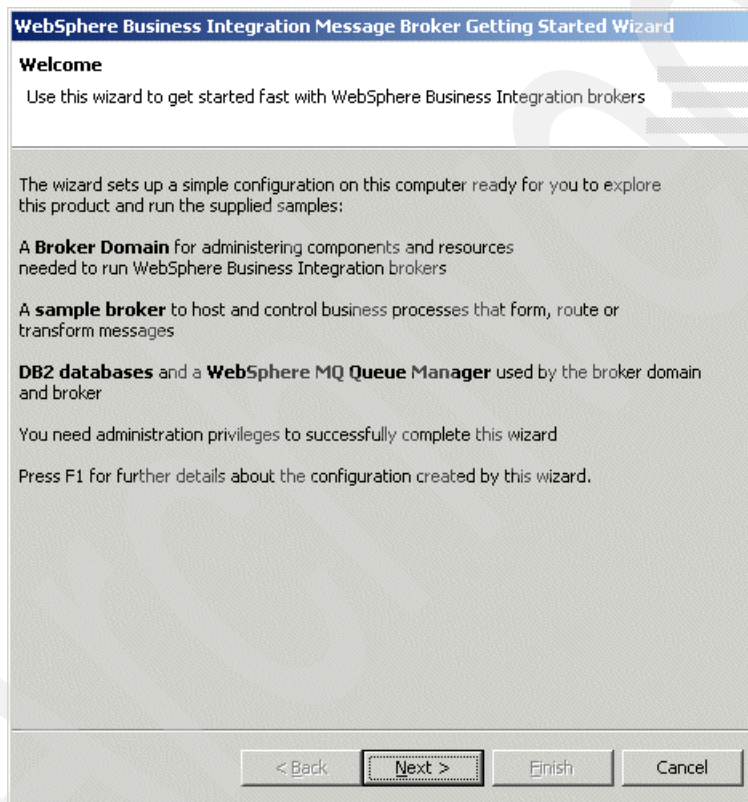 WebSphere Business Integration Message Broker Getting Started Wizard
Welcome
Use this wizard to get started fast with WebSphere Business Integration brokers
The wizard sets up a simple configuration on this computer ready for you to explore
this product and run the supplied samples:
A Broker Domain for administering components and resources
needed to run WebSphere Business Integration brokers
A sample broker to host and control business processes that form, route or
transform messages
DB2 databases and a WebSphere MQ Queue Manager used by the broker domain
and broker
You need administration privileges to successfully complete this wizard
Press F1 for further details about the configuration created by this wizard.
< Back Next > Finish Cancel